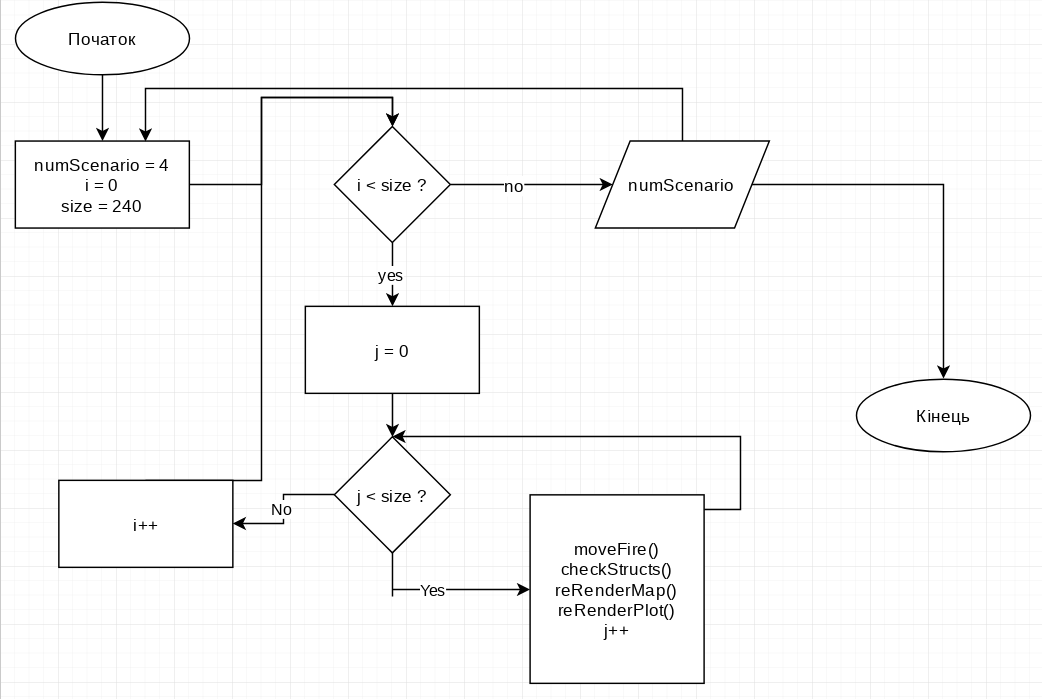 Початок
numScenario = 4
i = 0
size = 240
i < size ?
no
numScenario
yes
j = 0
Кінець
j < size ?
No
i++
Yes
moveFire()
checkStructs()
reRenderMap()
reRenderPlot()
j++